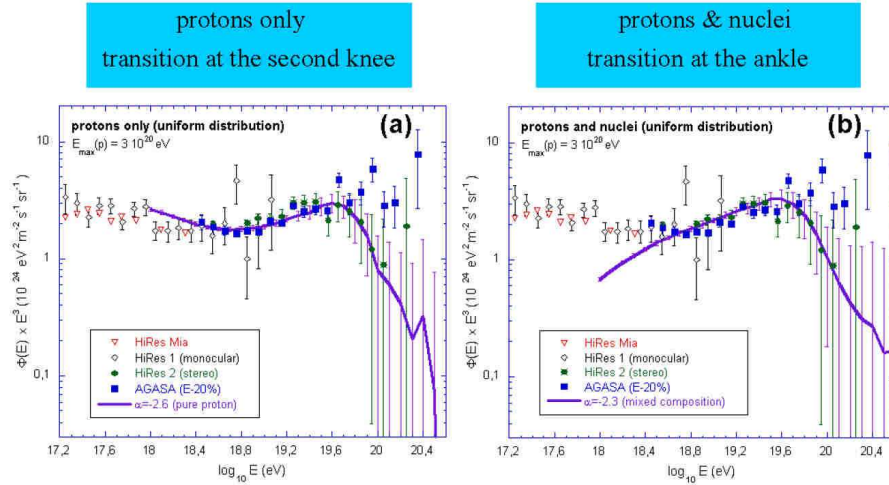 protons only
transition at the second knee
protons & nuclei
transition at the ankle
protons only (uniform distribution)
E_max(p) = 3 10^20 eV
(a)
Φ(E) x E^3 (10^24 eV^2 m^-2 s^-1 sr^-1)
10
1
0,1
HiRes Mia
HiRes 1 (monocular)
HiRes 2 (stereo)
AGASA (E-20%)
α=-2.6 (pure proton)
17,2 17,6 18 18,4 18,8 19,2 19,6 20 20,4
log10 E (eV)
protons and nuclei (uniform distribution)
E_max(p) = 3 10^20 eV
(b)
Φ(E) x E^3 (10^24 eV^2 m^-2 s^-1 sr^-1)
10
1
0,1
HiRes Mia
HiRes 1 (monocular)
HiRes 2 (stereo)
AGASA (E-20%)
α=-2.3 (mixed composition)
17,2 17,6 18 18,4 18,8 19,2 19,6 20 20,4
log10 E (eV)